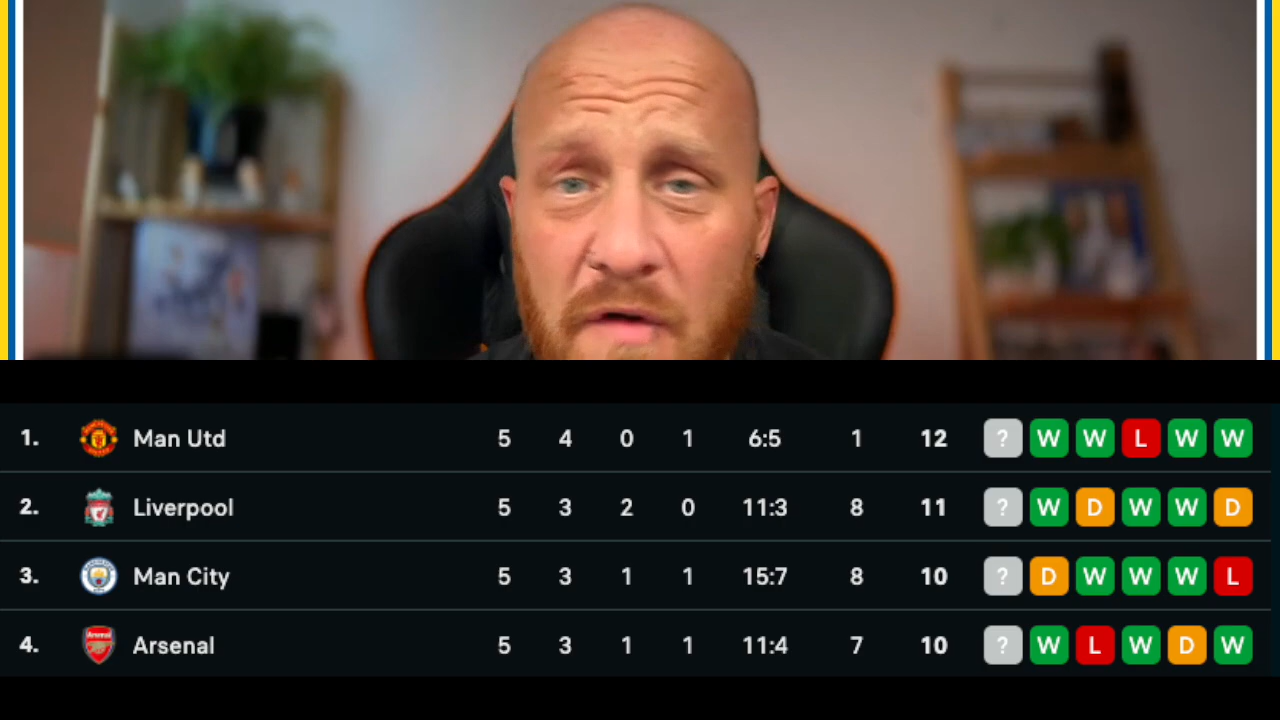 1. Man Utd 5 4 0 1 6:5 1 12 ? W W L W W
2. Liverpool 5 3 2 0 11:3 8 11 ? W D W W D
3. Man City 5 3 1 1 15:7 8 10 ? D W W W L
4. Arsenal 5 3 1 1 11:4 7 10 ? W L W D W